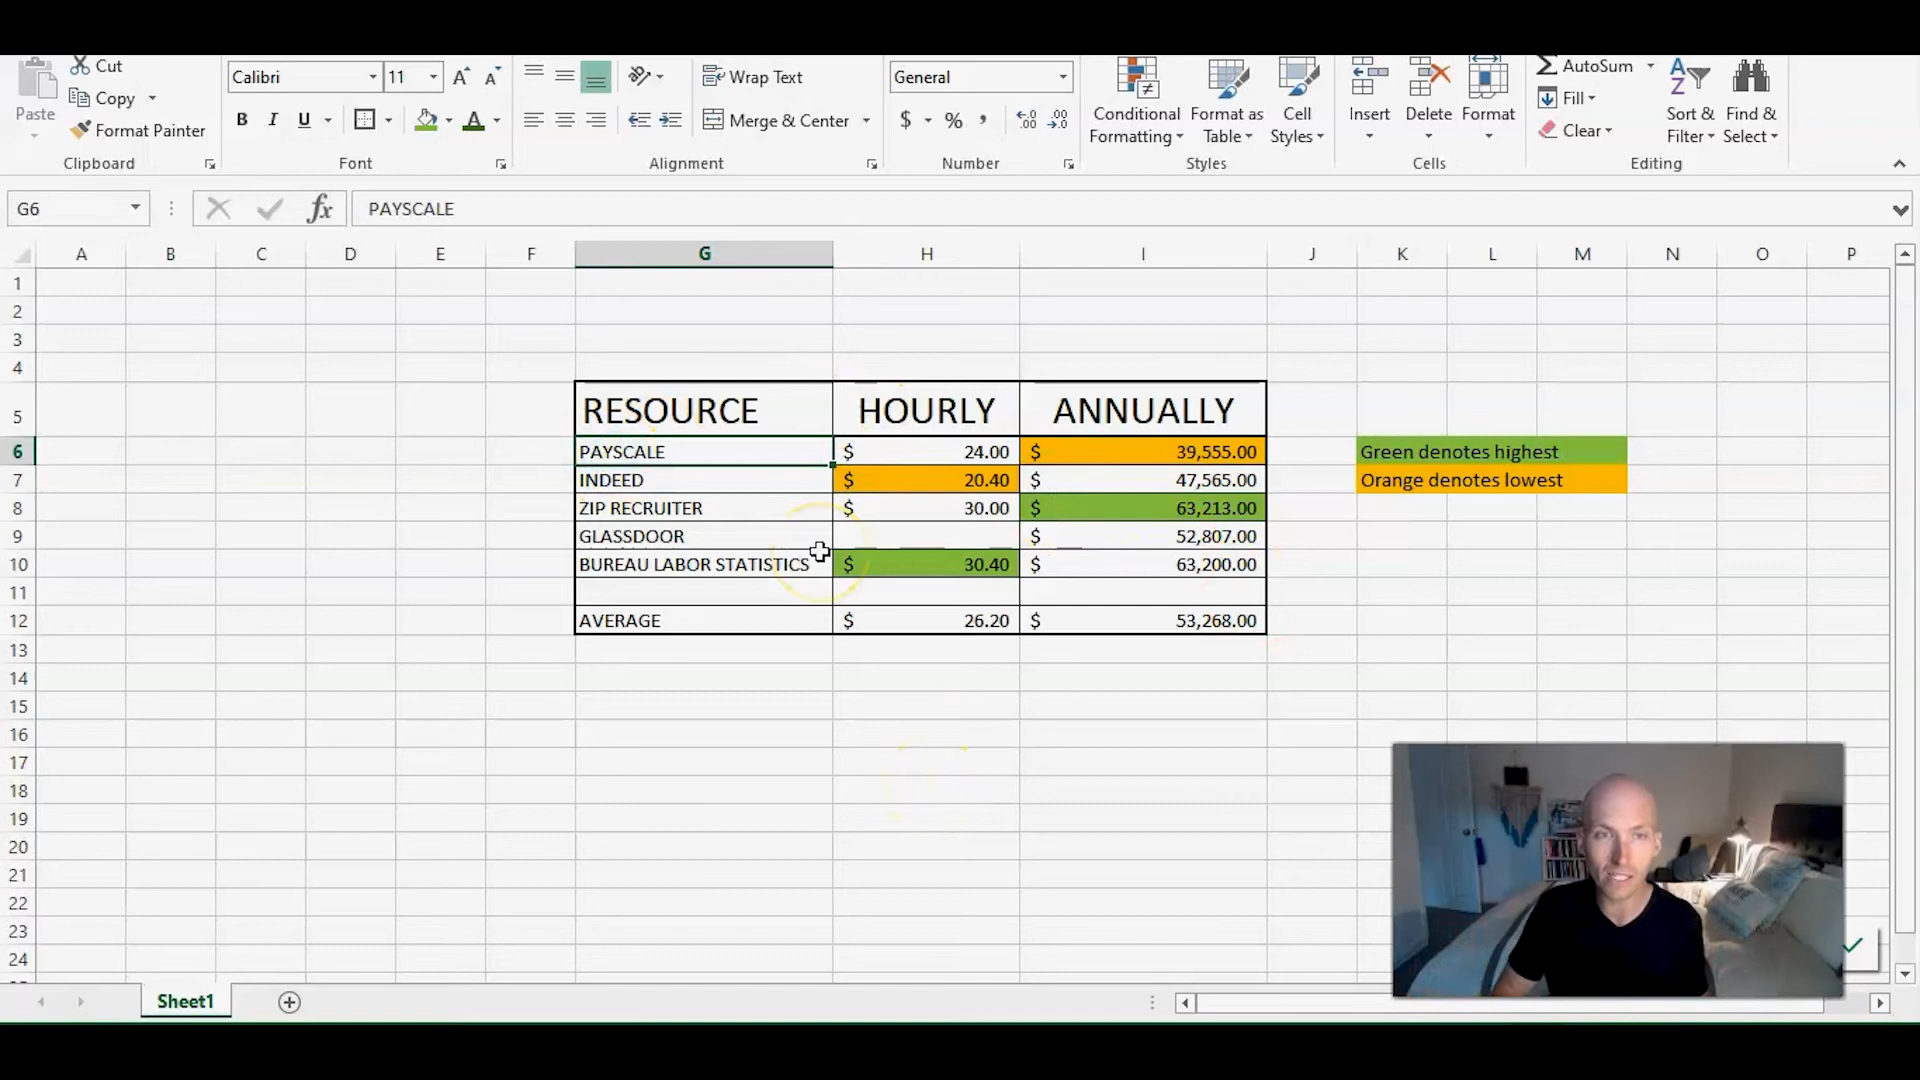 Cut
Calibri
11
Wrap Text
General
AutoSum
Paste
Copy
Format Painter
B I U
A
Merge & Center
$ % ,
Conditional Formatting
Format as Table
Cell Styles
Insert
Delete
Format
Fill
Clear
Sort & Filter
Find & Select
Clipboard
Font
Alignment
Number
Styles
Cells
Editing
G6
fx
PAYSCALE
A B C D E F G H I J K L M N O P
1
2
3
4
5 RESOURCE HOURLY ANNUALLY
6 PAYSCALE $ 24.00 $ 39,555.00 Green denotes highest
7 INDEED $ 20.40 $ 47,565.00 Orange denotes lowest
8 ZIP RECRUITER $ 30.00 $ 63,213.00
9 GLASSDOOR $ 52,807.00
10 BUREAU LABOR STATISTICS $ 30.40 $ 63,200.00
11
12 AVERAGE $ 26.20 $ 53,268.00
13
14
15
16
17
18
19
20
21
22
23
24
Sheet1